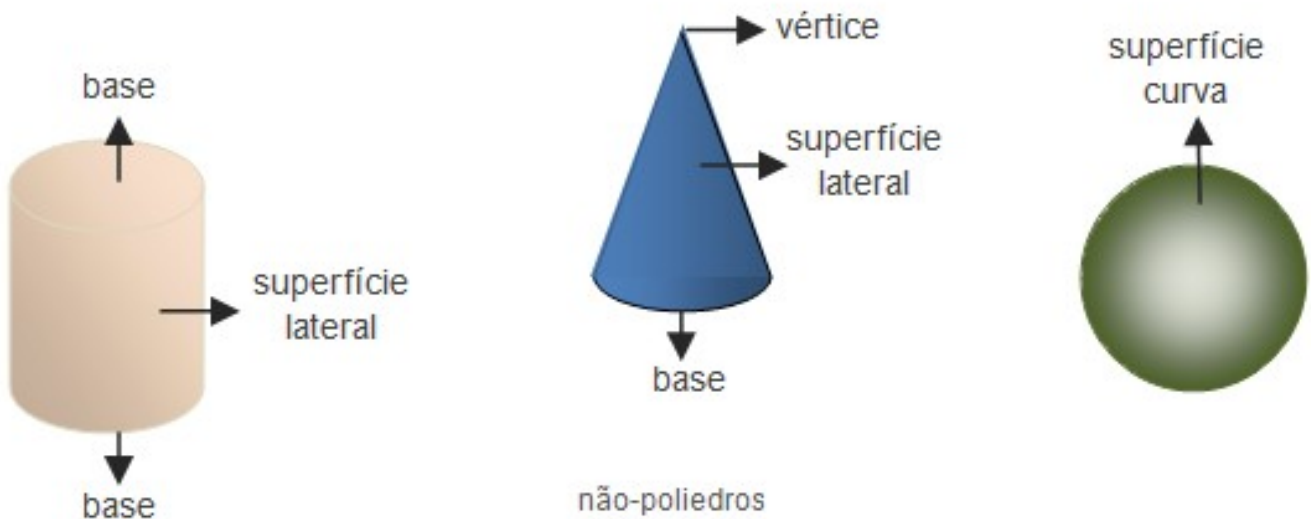 base
superfície
lateral
base
vértice
superfície
lateral
base
superfície
curva
não-poliedros